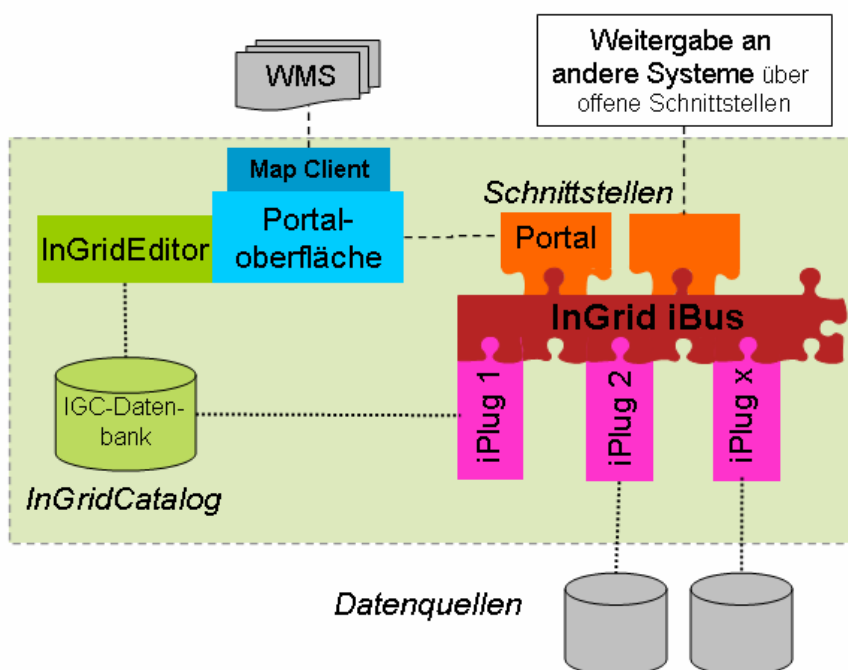 WMS
Weitergabe an
andere Systeme über
offene Schnittstellen
Map Client
Schnittstellen
Portal-
oberfläche
Portal
InGridEditor
InGrid iBus
iPlug 1
iPlug 2
iPlug x
IGC-Daten-
bank
InGridCatalog
Datenquellen